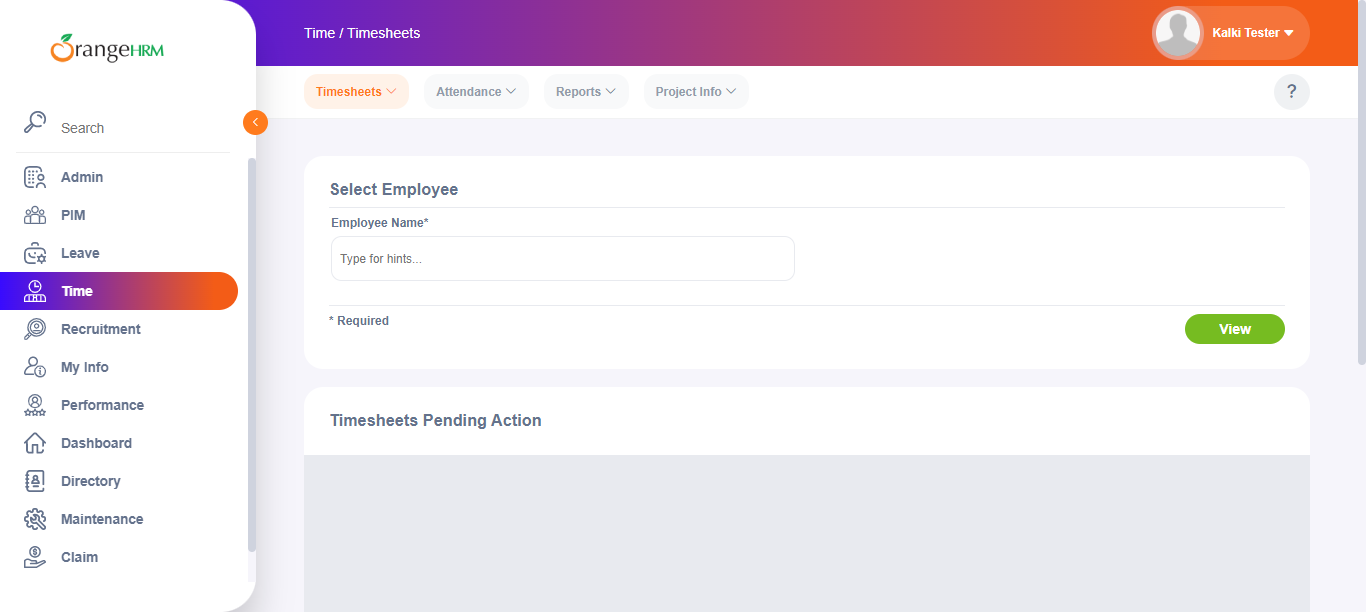 OrangeHRM
Time / Timesheets
Kalki Tester
Search
Timesheets
Attendance
Reports
Project Info
?
Admin
PIM
Leave
Time
Recruitment
My Info
Performance
Dashboard
Directory
Maintenance
Claim
Select Employee
Employee Name*
Type for hints...
* Required
View
Timesheets Pending Action